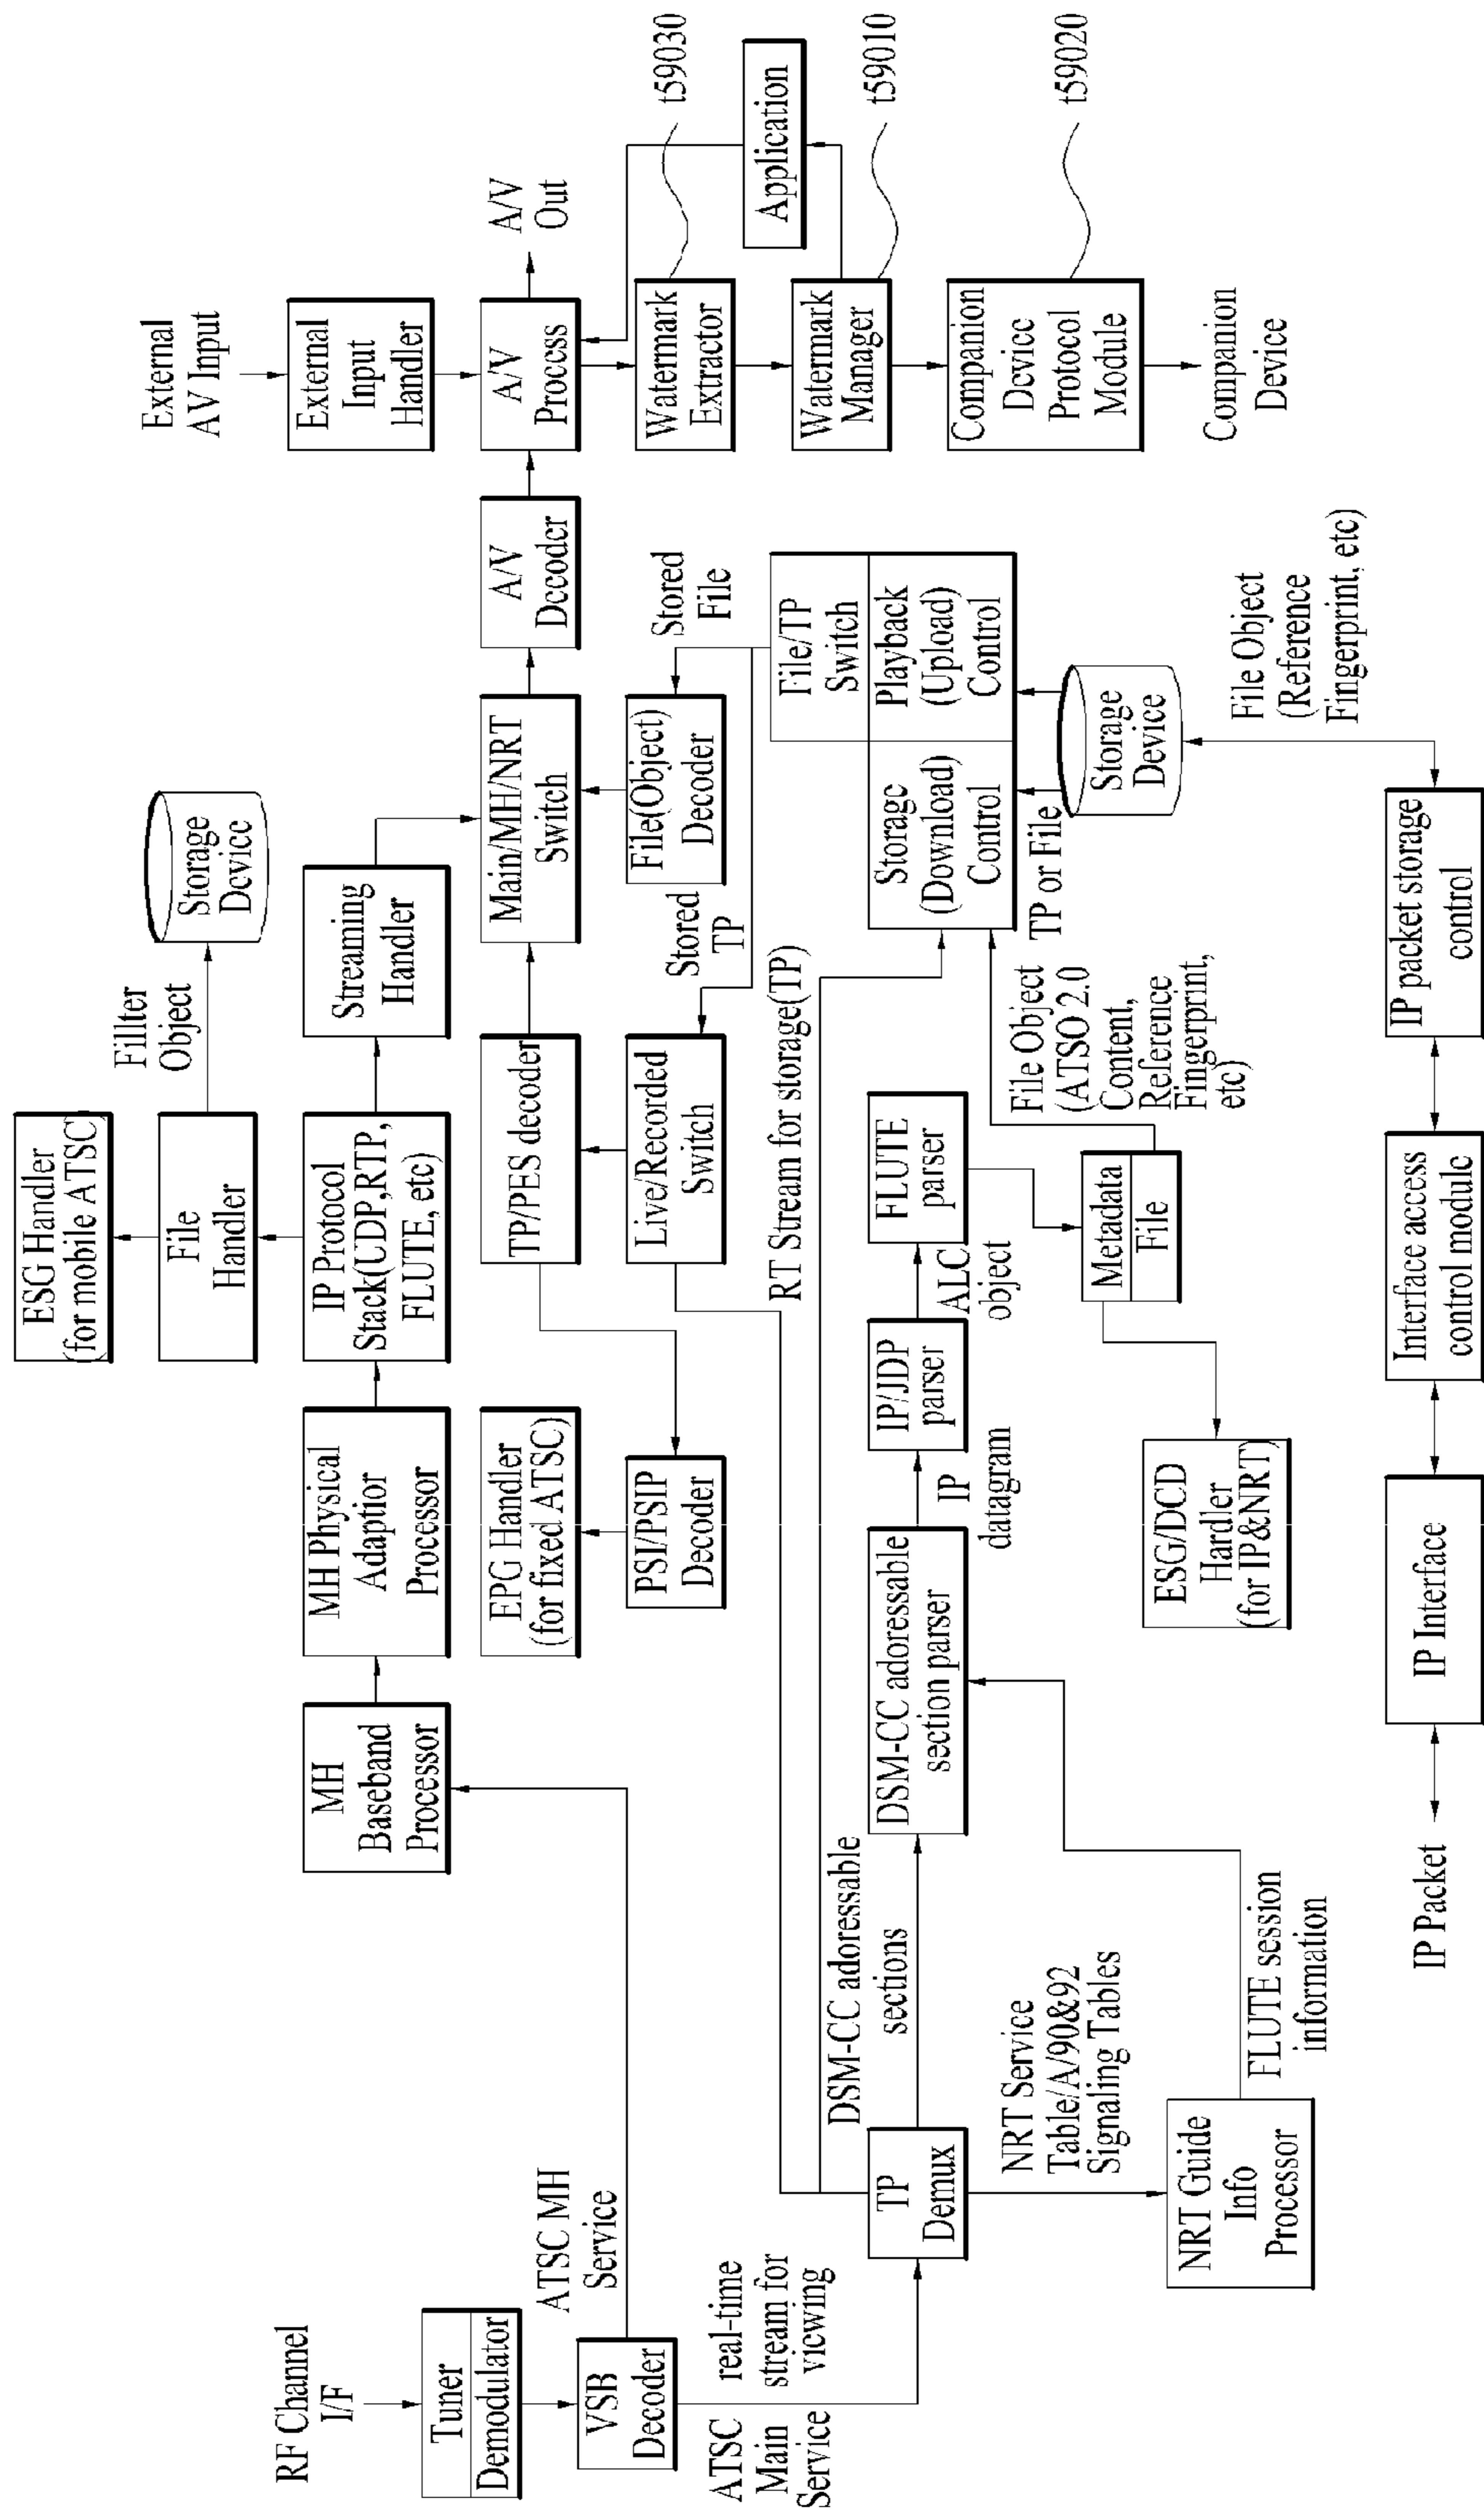 RF Channel
I/F
Tuner
Demodulator
VSB
Decoder
ATSC MH
Service
ATSC
Main
Service
real-time
stream for
viewing
TP
Demux
DSM-CC adoressable
sections
NRT Service
Table/A/90&92
Signaling Tables
NRT Guide
Info
Processor
FLUTE session
information
MH
Baseband
Processor
MH Physical
Adaptior
Processor
IP Protocol
Stack(UDP,RTP,
FLUTE, etc)
File
Handler
ESG Handler
(for mobile ATSC)
Fillter
Object
Storage
Device
Streaming
Handler
EPG Handler
(for fixed ATSC)
PSI/PSIP
Decoder
TP/PES decoder
Live/Recorded
Switch
Main/MH/NRT
Switch
File(Object)
Decoder
Stored
TP
Stored
File
RT Stream for storage(TP)
DSM-CC adoressable
section parser
IP
datagram
IP/JDP
parser
ALC
object
FLUTE
parser
Metadata
File
ESG/DCD
Hardler
(for IP&NRT)
File Object
(ATSO 2.0
Content,
Reference
Fingerprint,
etc)
File/TP
Switch
Storage
(Download)
Control
Playback
(Upload)
Control
TP or File
Storage
Device
File Object
(Reference
Fingerprint, etc)
IP Packet
IP Interface
Interface access
control module
IP packet storage
control
A/V
Decoder
External
AV Input
External
Input
Handler
A/V
Process
A/V
Out
Watermark
Extractor
t59030
Application
Watermark
Manager
t59010
Companion
Device
Protocol
Module
t59020
Companion
Device